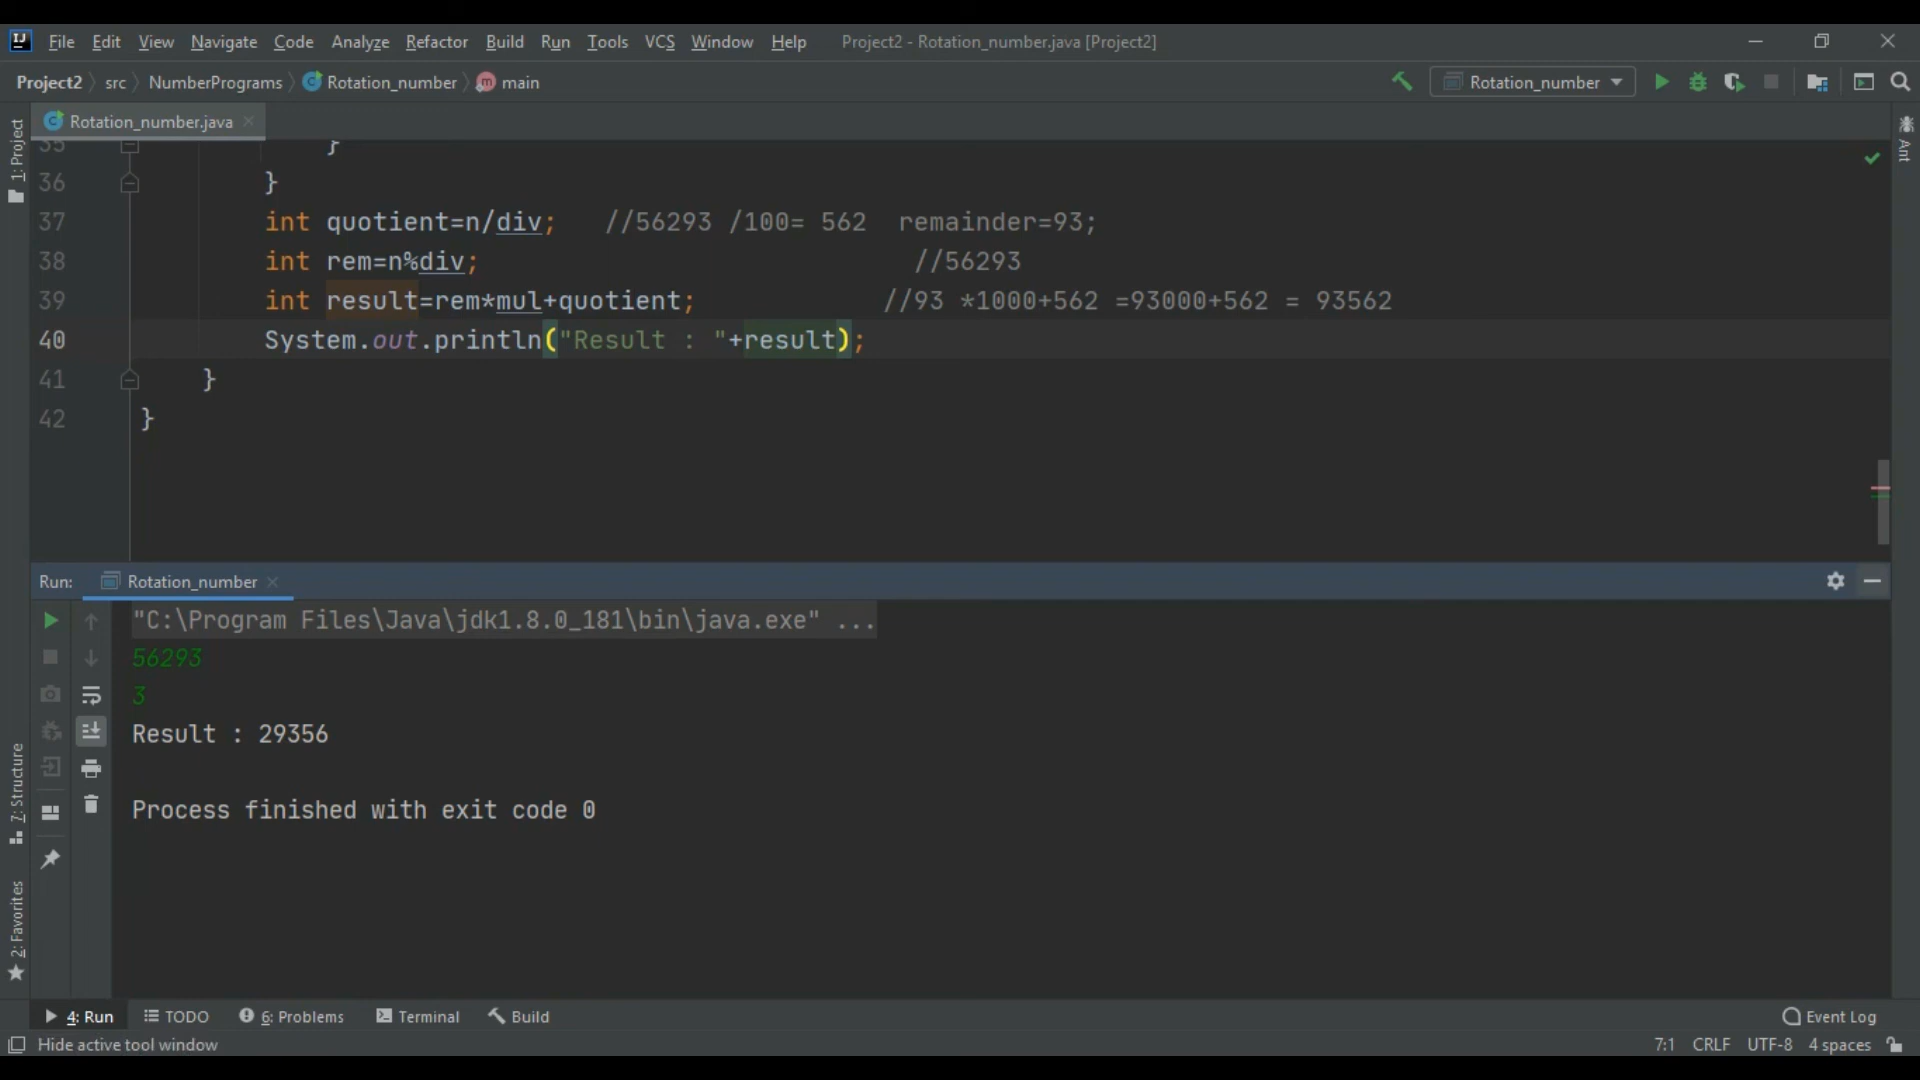 File Edit View Navigate Code Analyze Refactor Build Run Tools VCS Window Help Project2 - Rotation_number.java [Project2]
Project2 src NumberPrograms Rotation_number main Rotation_number
Rotation_number.java
1: Project
Ant
35 }
36 }
37 int quotient=n/div; //56293 /100= 562 remainder=93;
38 int rem=n%div; //56293
39 int result=rem*mul+quotient; //93 *1000+562 =93000+562 = 93562
40 System.out.println("Result : "+result);
41 }
42 }
Run: Rotation_number
"C:\Program Files\Java\jdk1.8.0_181\bin\java.exe" ...
56293
3
Result : 29356
Process finished with exit code 0
7: Structure
2: Favorites
4: Run TODO 6: Problems Terminal Build Event Log
Hide active tool window 7:1 CRLF UTF-8 4 spaces